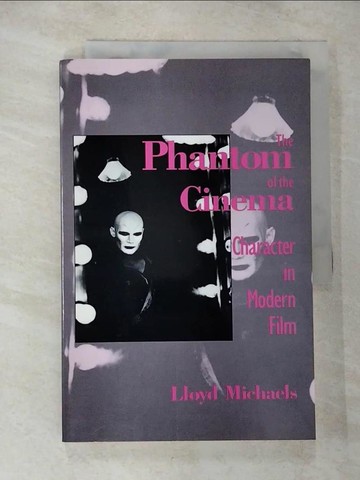 The
Phantom
of the
Cinema
Character
in
Modern
Film
Lloyd Michaels